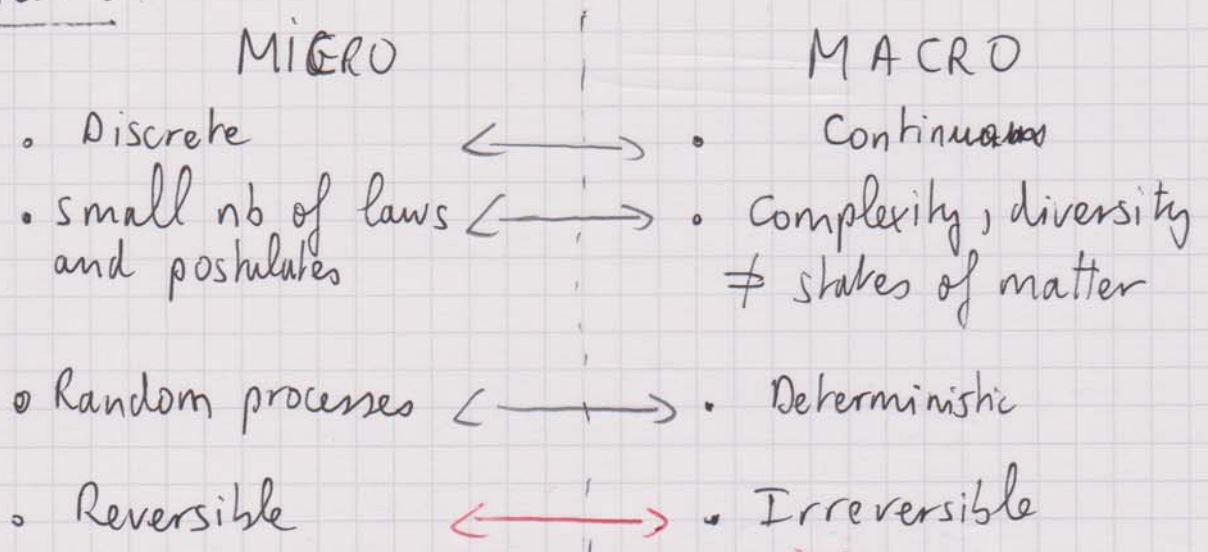 MICRO MACRO
• Discrete <—> • Continuous
• small nb of laws <—> • Complexity, diversity
and postulates ≠ states of matter
• Random processes <—> • Deterministic
• Reversible <—> • Irreversible